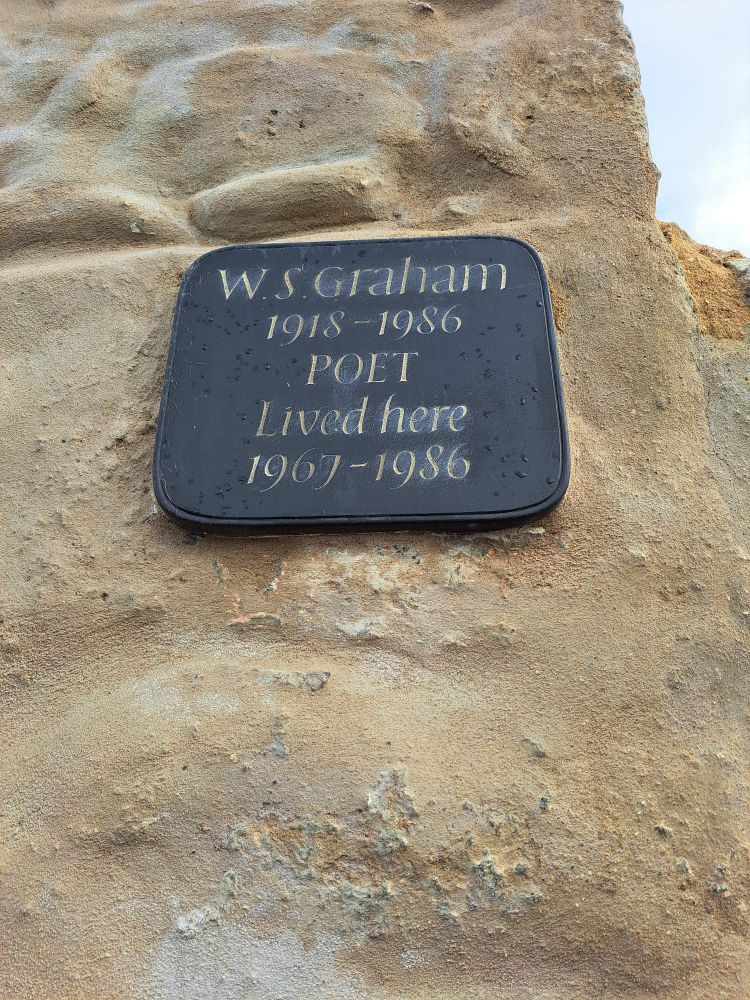 W.S. Graham
1918-1986
POET
Lived here
1967-1986